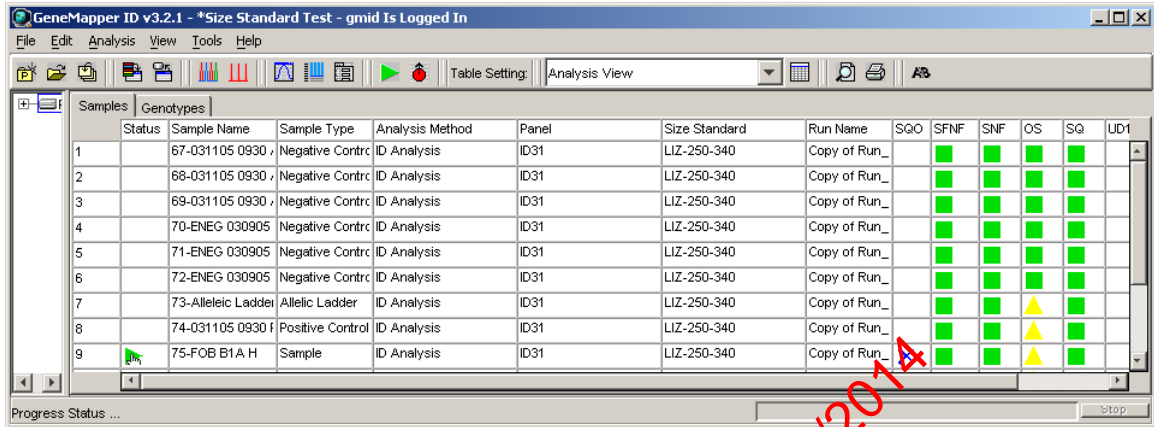 GeneMapper ID v3.2.1 - *Size Standard Test - gmid Is Logged In
File Edit Analysis View Tools Help
Table Setting: Analysis View
Samples Genotypes
Status Sample Name Sample Type Analysis Method Panel Size Standard Run Name SQO SFNF SNF OS SQ UD1
1 67-031105 0930 Negative Contrc ID Analysis ID31 LIZ-250-340 Copy of Run_
2 68-031105 0930 Negative Contrc ID Analysis ID31 LIZ-250-340 Copy of Run_
3 69-031105 0930 Negative Contrc ID Analysis ID31 LIZ-250-340 Copy of Run_
4 70-ENEG 030905 Negative Contrc ID Analysis ID31 LIZ-250-340 Copy of Run_
5 71-ENEG 030905 Negative Contrc ID Analysis ID31 LIZ-250-340 Copy of Run_
6 72-ENEG 030905 Negative Contrc ID Analysis ID31 LIZ-250-340 Copy of Run_
7 73-Alleleic Ladder Allelic Ladder ID Analysis ID31 LIZ-250-340 Copy of Run_
8 74-031105 0930 Positive Control ID Analysis ID31 LIZ-250-340 Copy of Run_
9 75-FOB B1A H Sample ID Analysis ID31 LIZ-250-340 Copy of Run_
Progress Status ... Stop
/2014